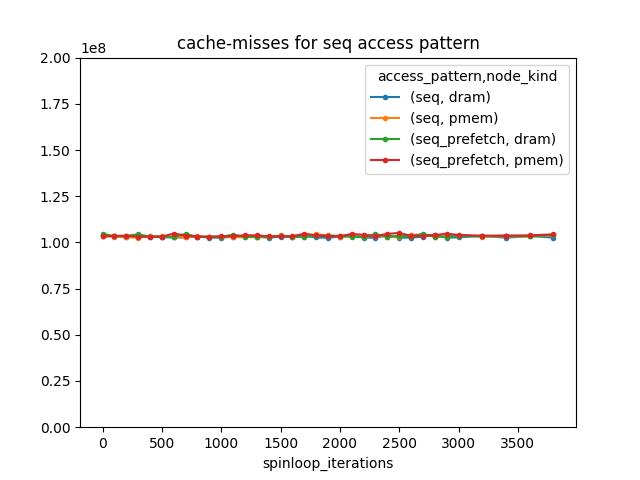 cache-misses for seq access pattern
1e8
2.00
1.75
1.50
1.25
1.00
0.75
0.50
0.25
0.00
access_pattern,node_kind
(seq, dram)
(seq, pmem)
(seq_prefetch, dram)
(seq_prefetch, pmem)
0 500 1000 1500 2000 2500 3000 3500
spinloop_iterations